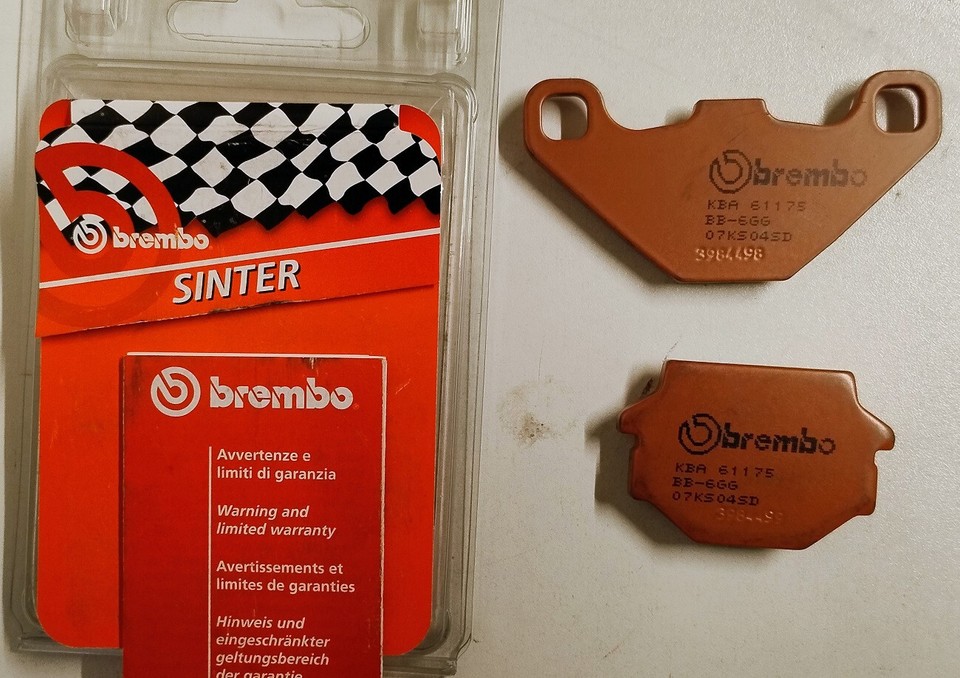 brembo
SINTER
brembo
Avvertenze e
limiti di garanzia
Warning and
limited warranty
Avertissements et
limites de garanties
Hinweis und
eingeschränkter
geltungsbereich
der garantie
brembo
KBA 61175
BB-6GG
07KS04SD
3984498
brembo
KBA 61175
BB-6GG
07KS04SD
3984499